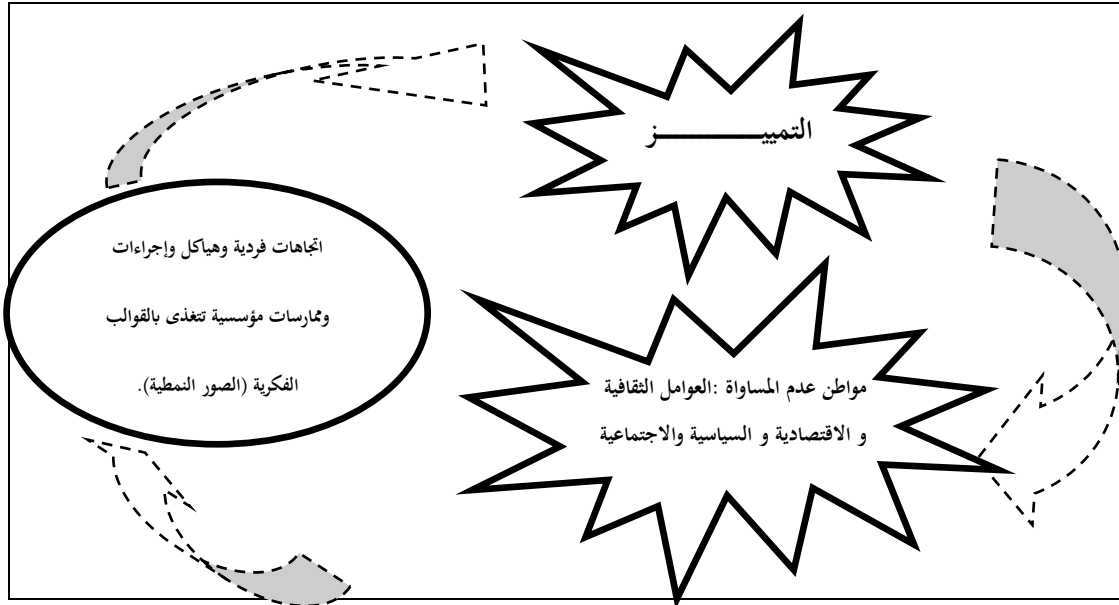 التمييــــــــــــز
اتجاهات فردية وهياكل وإجراءات
وممارسات مؤسسية تتغذى بالقوالب
الفكرية (الصور النمطية).
مواطن عدم المساواة :العوامل الثقافية
و الاقتصادية و السياسية والاجتماعية